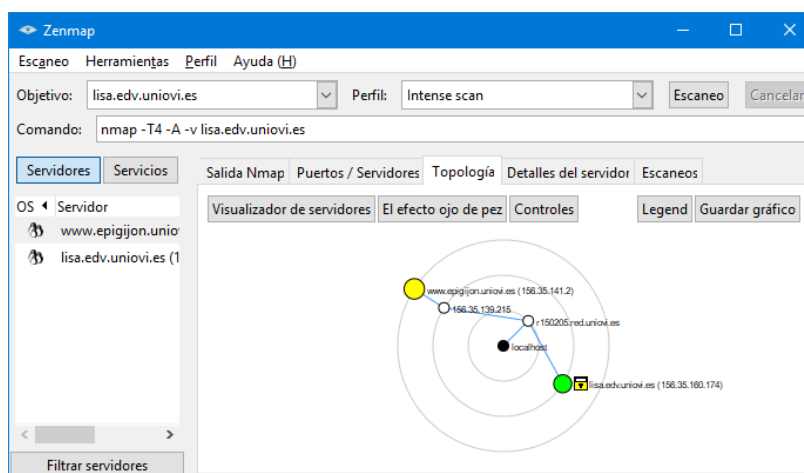 Zenmap
Escaneo Herramientas Perfil Ayuda (H)
Objetivo: lisa.edv.uniovi.es Perfil: Intense scan Escaneo Cancelar
Comando: nmap -T4 -A -v lisa.edv.uniovi.es
Servidores Servicios Salida Nmap Puertos / Servidores Topología Detalles del servidor Escaneos
OS Servidor
Visualizador de servidores El efecto ojo de pez Controles Legend Guardar gráfico
www.epigijon.unio
lisa.edv.uniovi.es (1
www.epigijon.uniovi.es (156.35.141.2)
156.35.139.215
r150205.red.uniovi.es
localhost
lisa.edv.uniovi.es (156.35.160.174)
Filtrar servidores